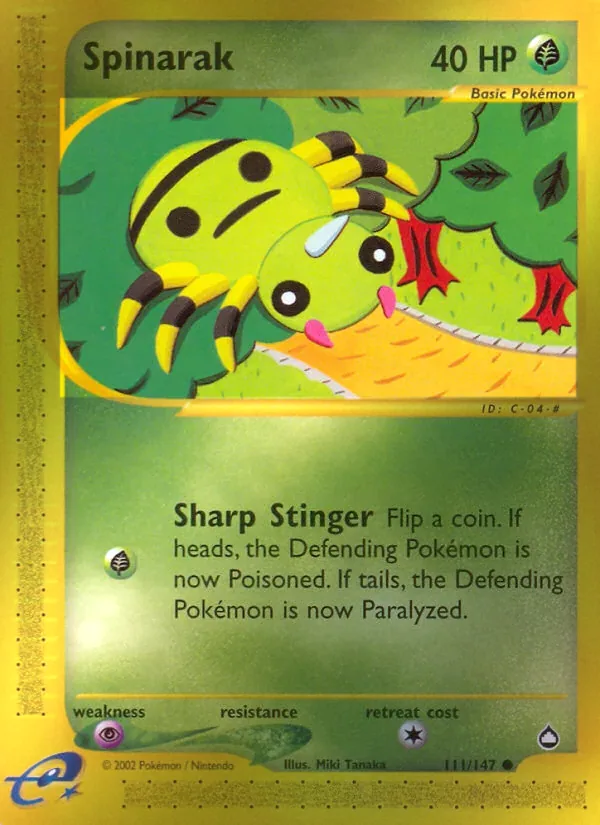 Spinarak 40 HP
Basic Pokémon
ID: C-04-#
Sharp Stinger Flip a coin. If
heads, the Defending Pokémon is
now Poisoned. If tails, the Defending
Pokémon is now Paralyzed.
weakness resistance retreat cost
© 2002 Pokémon / Nintendo Illus. Miki Tanaka 111/147
e